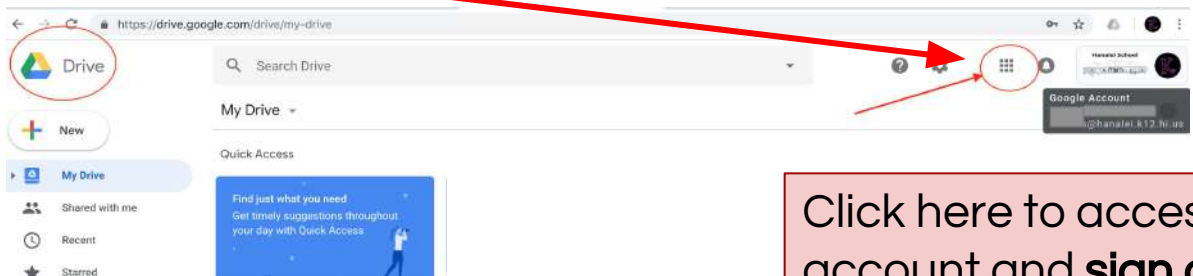 https://drive.google.com/drive/my-drive
Drive
Search Drive
Hanalei School
My Drive
Google Account
@hanalei.k12.hi.us
New
Quick Access
My Drive
Find just what you need
Get timely suggestions throughout
your day with Quick Access
Shared with me
Recent
Starred
Click here to acces
account and sign